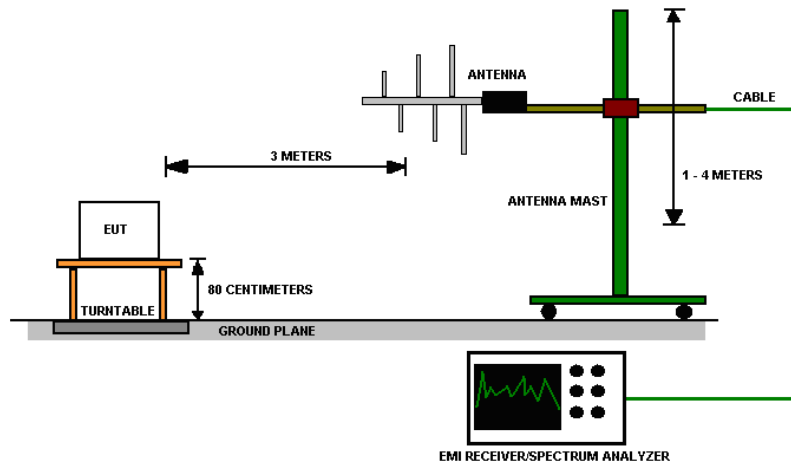 ANTENNA
CABLE
3 METERS
1 - 4 METERS
ANTENNA MAST
EUT
80 CENTIMETERS
TURNTABLE
GROUND PLANE
EMI RECEIVER/SPECTRUM ANALYZER